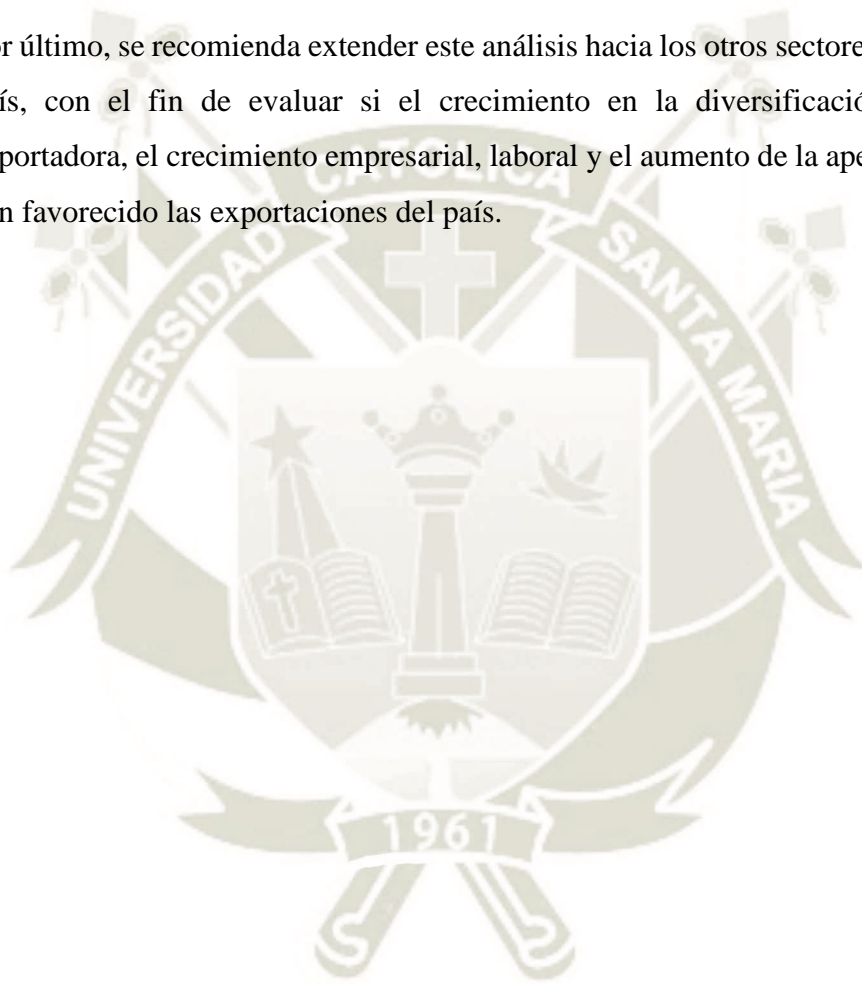 or último, se recomienda extender este análisis hacia los otros sectore
ís, con el fin de evaluar si el crecimiento en la diversificació
portadora, el crecimiento empresarial, laboral y el aumento de la ape
n favorecido las exportaciones del país.
UNIVERSIDAD CATOLICA SANTA MARIA
1961